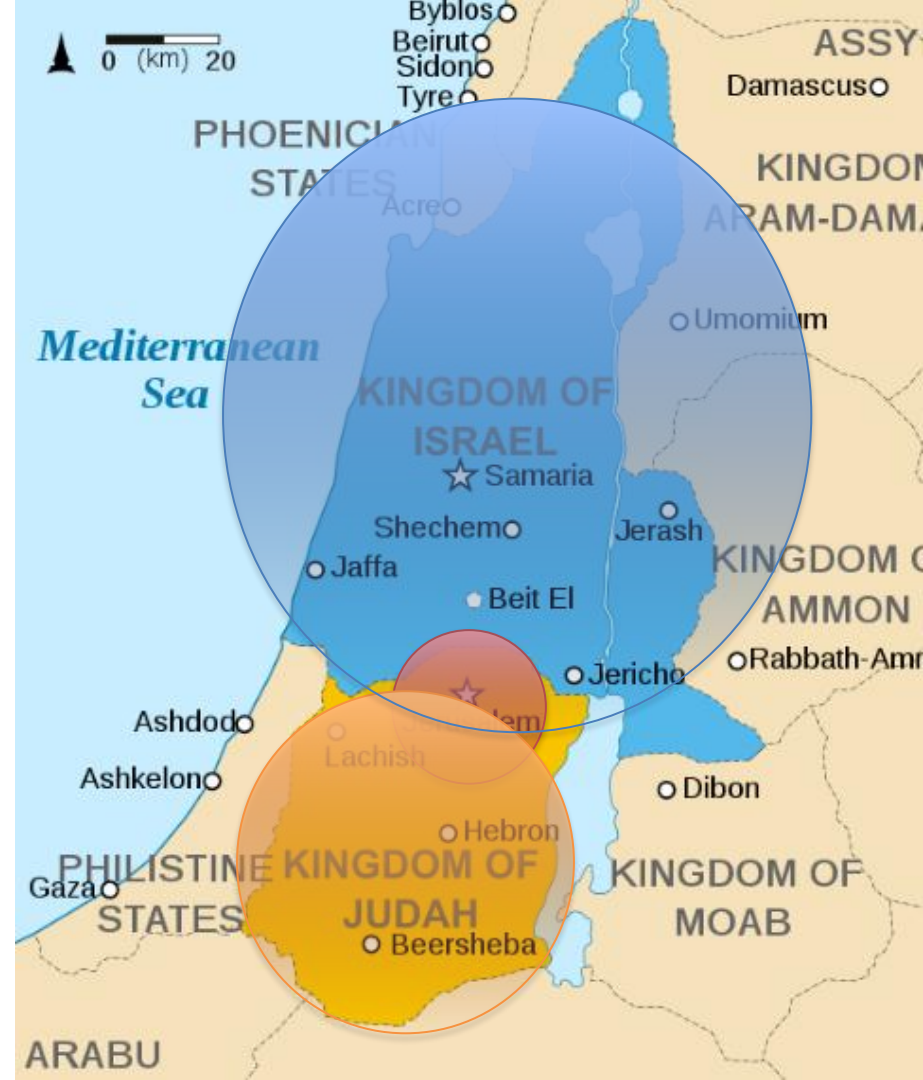 Byblos
Beirut
Sidon
Tyre
0 (km) 20
ASSY
Damascus
PHOENICIAN
STATES
Acre
KINGDOM
ARAM-DAMA
Umomium
Mediterranean
Sea
KINGDOM OF
ISRAEL
Samaria
Shechem
Jerash
Jaffa
Beit El
KINGDOM O
AMMON
Jericho
Rabbath-Amm
Ashdod
Jerusalem
Lachish
Ashkelon
Dibon
Hebron
PHILISTINE
STATES
Gaza
KINGDOM OF
JUDAH
KINGDOM OF
MOAB
Beersheba
ARABU